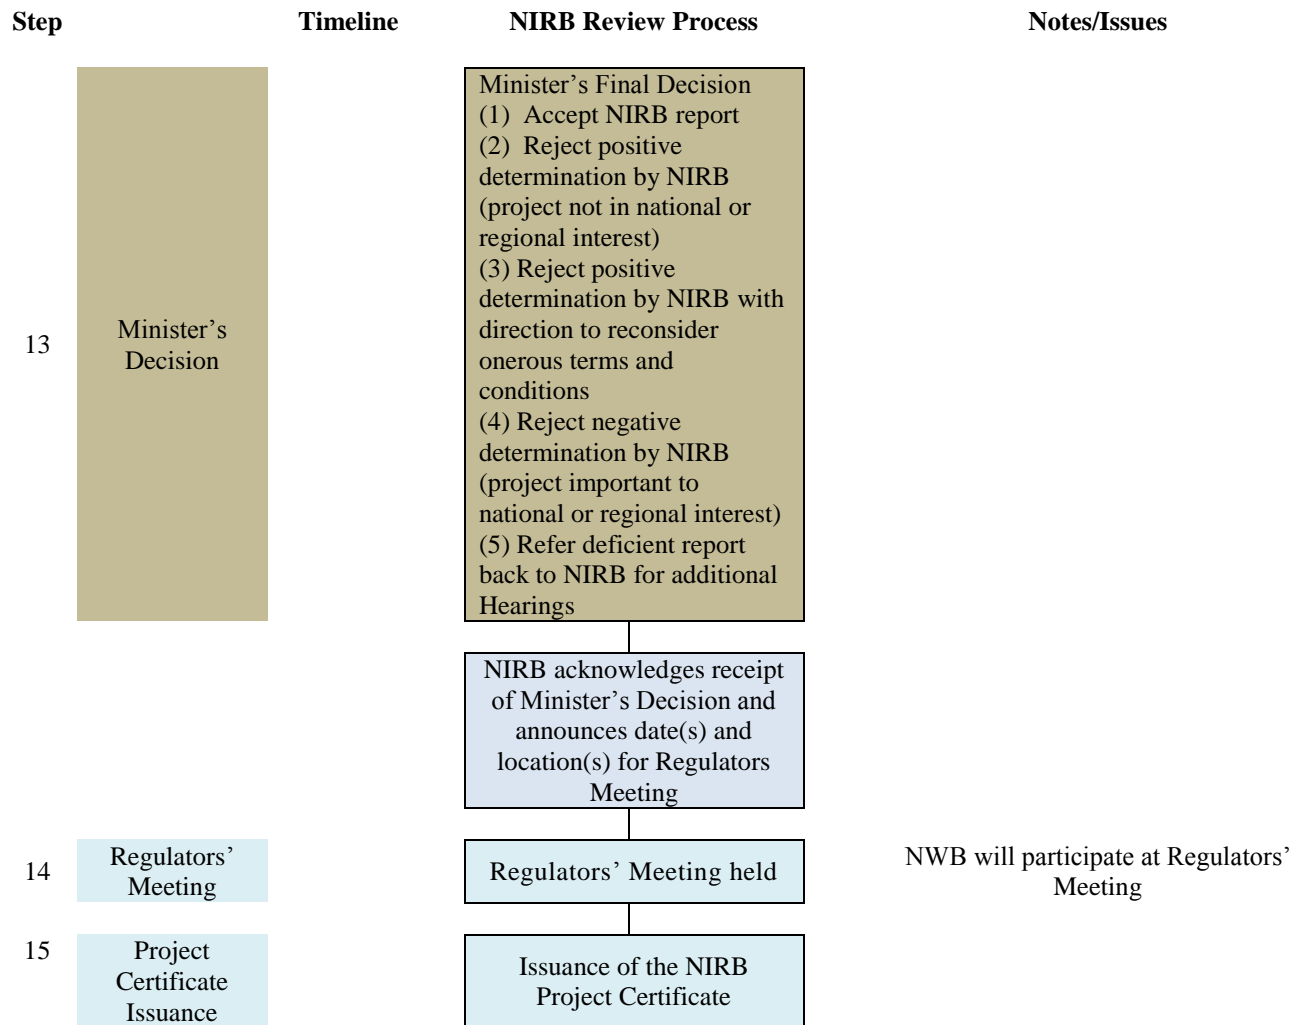 Step Timeline NIRB Review Process Notes/Issues
13
Minister’s
Decision
Minister’s Final Decision
(1) Accept NIRB report
(2) Reject positive
determination by NIRB
(project not in national or
regional interest)
(3) Reject positive
determination by NIRB with
direction to reconsider
onerous terms and
conditions
(4) Reject negative
determination by NIRB
(project important to
national or regional interest)
(5) Refer deficient report
back to NIRB for additional
Hearings
NIRB acknowledges receipt
of Minister’s Decision and
announces date(s) and
location(s) for Regulators
Meeting
14
Regulators’
Meeting
Regulators’ Meeting held
NWB will participate at Regulators’
Meeting
15
Project
Certificate
Issuance
Issuance of the NIRB
Project Certificate